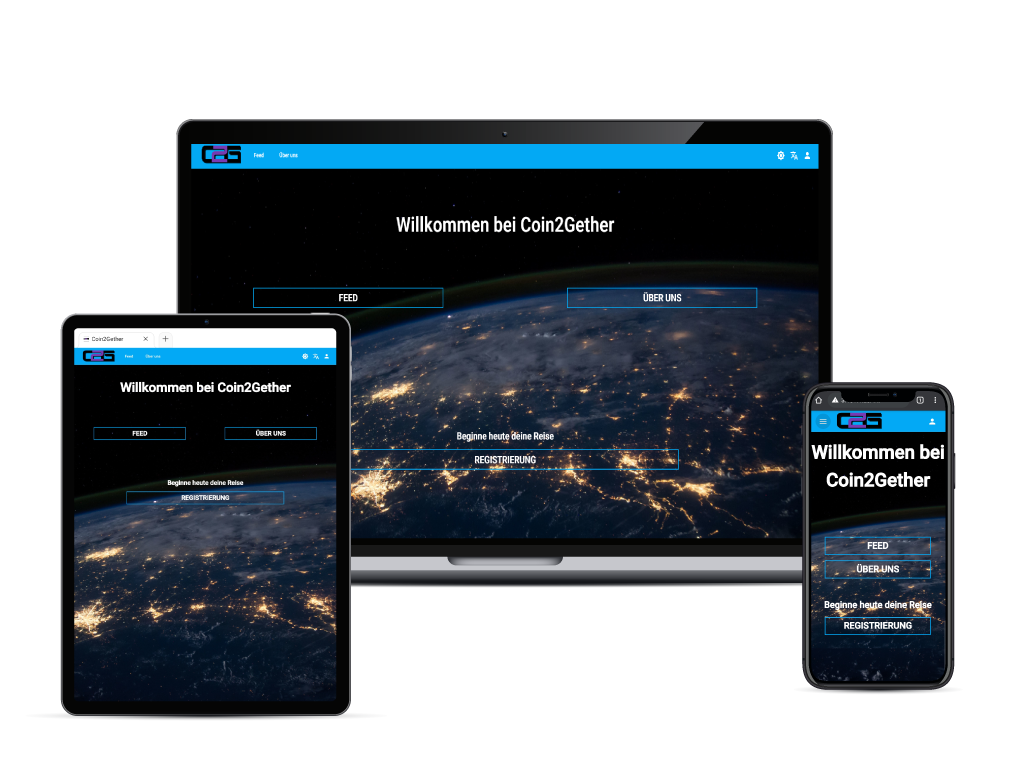 C2G
Feed
Über uns
Willkommen bei Coin2Gether
FEED
ÜBER UNS
Beginne heute deine Reise
REGISTRIERUNG
Coin2Gether
C2G
Feed
Über uns
Willkommen bei Coin2Gether
FEED
ÜBER UNS
Beginne heute deine Reise
REGISTRIERUNG
C2G
Willkommen bei
Coin2Gether
FEED
ÜBER UNS
Beginne heute deine Reise
REGISTRIERUNG